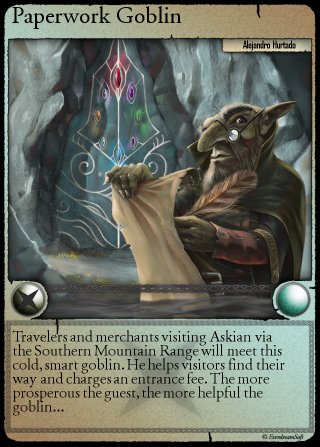 Paperwork Goblin
Alejandro Hurtado
Travelers and merchants visiting Askian via
the Southern Mountain Range will meet this
cold, smart goblin. He helps visitors find their
way and charges an entrance fee. The more
prosperous the guest, the more helpful the
goblin...
© EverdreamSoft